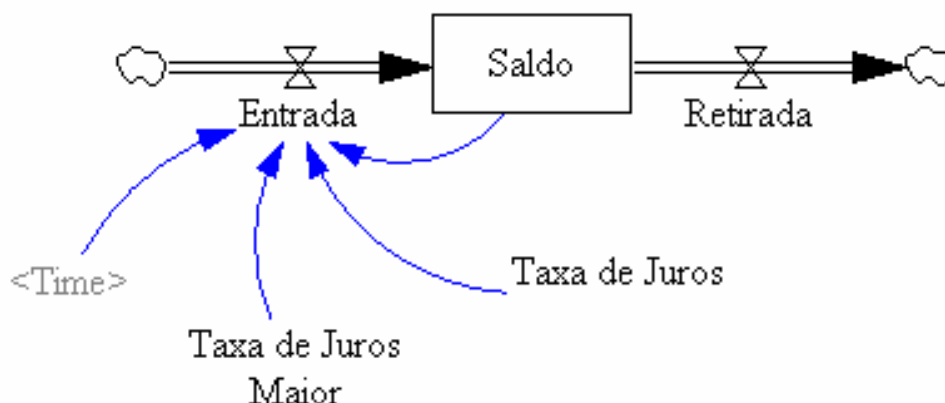 Saldo
Entrada
Retirada
<Time>
Taxa de Juros
Taxa de Juros
Maior